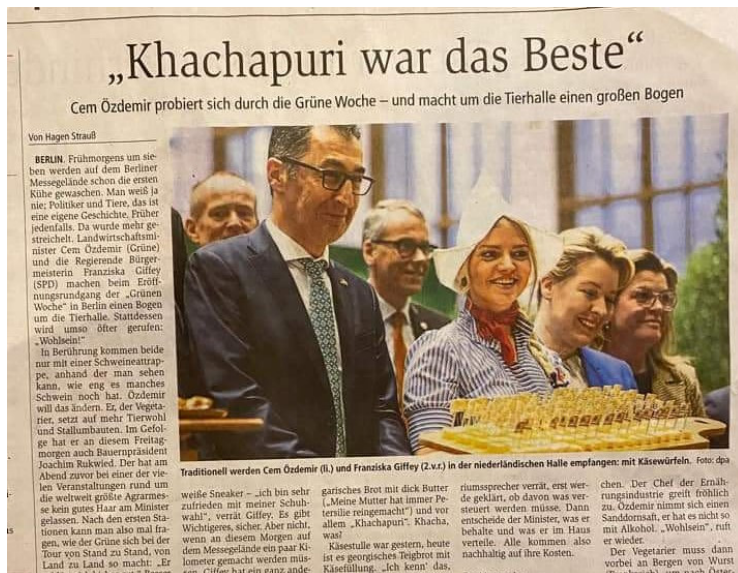 „Khachapuri war das Beste“
Cem Özdemir probiert sich durch die Grüne Woche – und macht um die Tierhalle einen großen Bogen
Von Hagen Strauß
BERLIN. Frühmorgens um sie-
ben werden auf dem Berliner
Messegelände schon die ersten
Kühe gewaschen. Man weiß ja
nie; Politiker und Tiere, das ist
eine eigene Geschichte. Früher
jedenfalls. Da wurde mehr ge-
streichelt. Landwirtschaftsmi-
nister Cem Özdemir (Grüne)
und die Regierende Bürger-
meisterin Franziska Giffey
(SPD) machen beim Eröff-
nungsrundgang der „Grünen
Woche“ in Berlin einen Bogen
um die Tierhalle. Stattdessen
wird umso öfter gerufen:
„Wohlsein!“
In Berührung kommen beide
nur mit einer Schweineattrap-
pe, anhand der man sehen
kann, wie eng es manches
Schwein noch hat. Özdemir
will das ändern. Er, der Vegeta-
rier, setzt auf mehr Tierwohl
und Stallumbauten. Im Gefol-
ge hat er an diesem Freitag-
morgen auch Bauernpräsident
Joachim Rukwied. Der hat am
Abend zuvor bei einer der vie-
len Veranstaltungen rund um
die weltweit größte Agrarmes-
se kein gutes Haar am Minister
gelassen. Nach den ersten Sta-
tionen kann man also mal fra-
gen, wie der Grüne sich bei der
Tour von Stand zu Stand, von
Land zu Land so macht: „Er
Traditionell werden Cem Özdemir (li.) und Franziska Giffey (2.v.r.) in der niederländischen Halle empfangen: mit Käsewürfeln. Foto: dpa
weiße Sneaker – „ich bin sehr
zufrieden mit meiner Schuh-
wahl“, verrät Giffey. Es gibt
Wichtigeres, sicher. Aber nicht,
wenn an diesem Morgen auf
dem Messegelände ein paar Ki-
lometer gemacht werden müs-
sen. Giffey hat ein ganz ande-
garisches Brot mit dick Butter
(„Meine Mutter hat immer Pe-
tersilie reingemacht“) und vor
allem „Khachapuri“. Khacha,
was?
Käsestulle war gestern, heute
ist es georgisches Teigbrot mit
Käsefüllung. „Ich kenn' das,
riumssprecher verrät, erst wer-
de geklärt, ob davon was ver-
steuert werden müsse. Dann
entscheide der Minister, was er
behalte und was er im Haus
verteile. Alle kommen also
nachhaltig auf ihre Kosten.
chen. Der Chef der Ernäh-
rungsindustrie greift fröhlich
zu. Özdemir nimmt sich einen
Sandornsaft, er hat es nicht so
mit Alkohol. „Wohlsein“, ruft
er wieder.
Der Vegetarier muss dann
vorbei an Bergen von Wurst